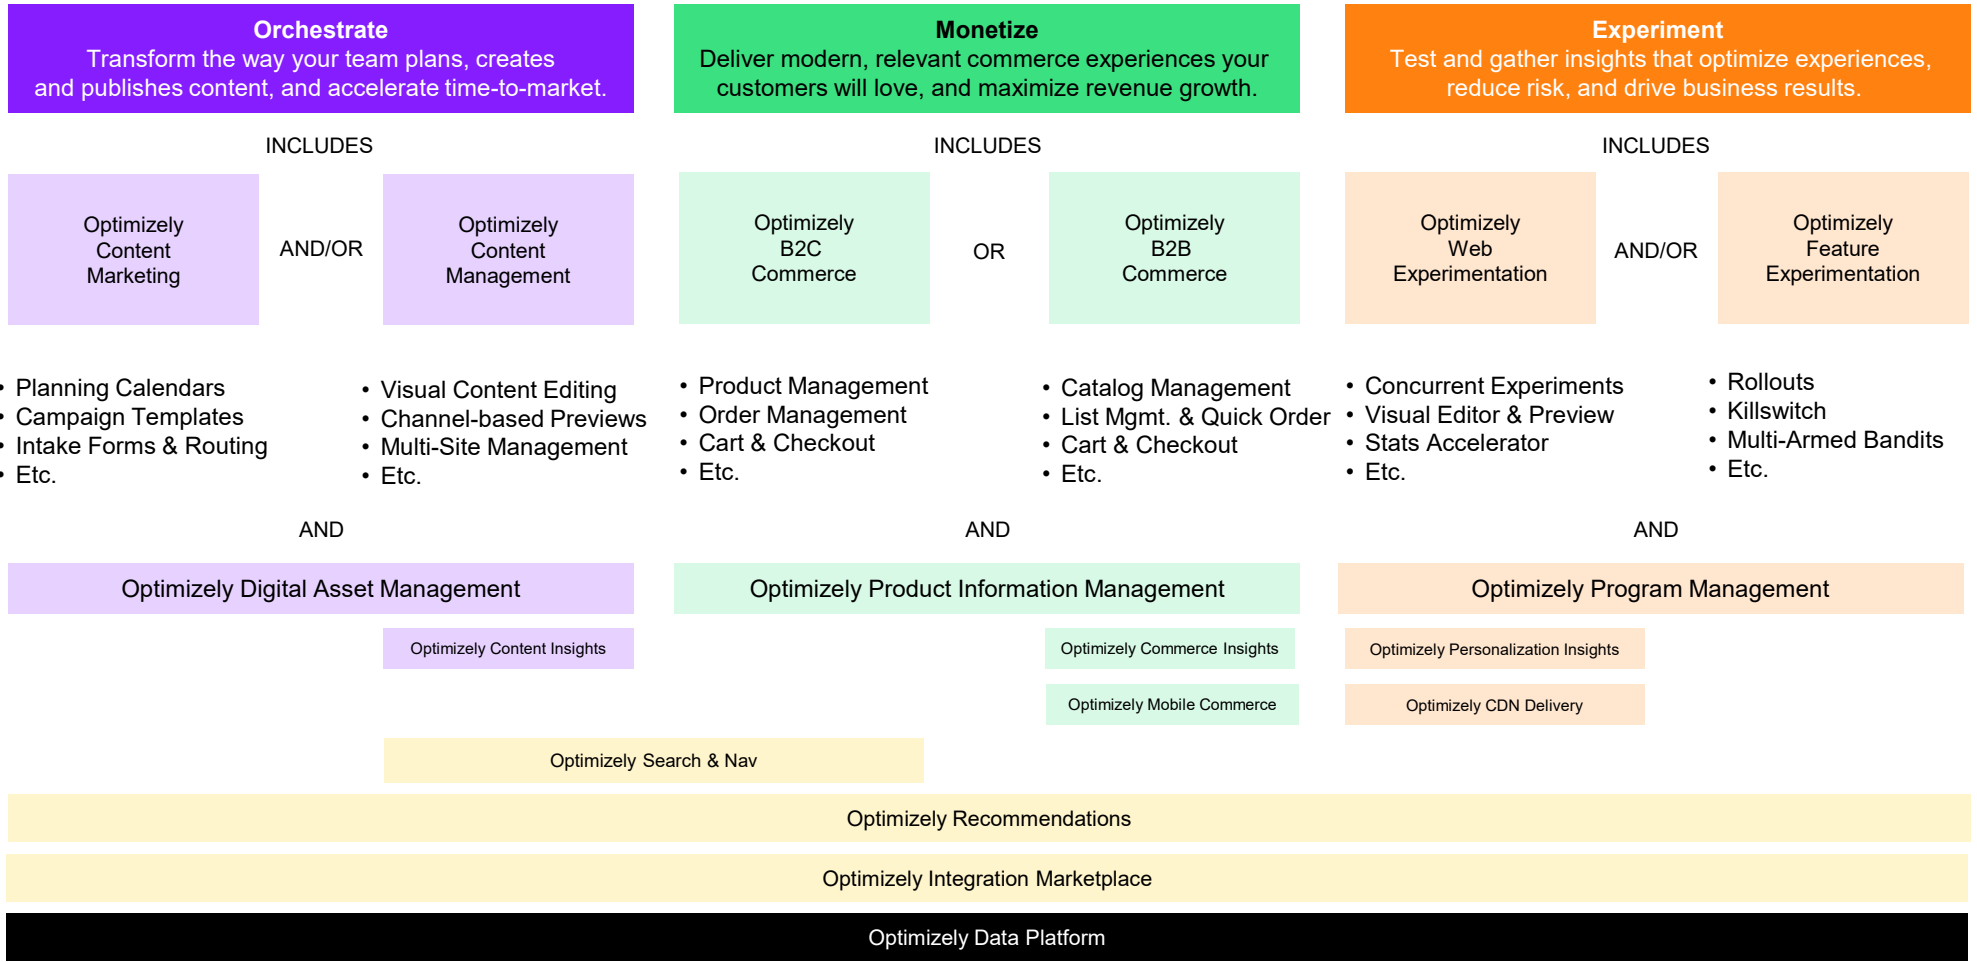 Orchestrate
Transform the way your team plans, creates
and publishes content, and accelerate time-to-market.
Monetize
Deliver modern, relevant commerce experiences your
customers will love, and maximize revenue growth.
Experiment
Test and gather insights that optimize experiences,
reduce risk, and drive business results.
INCLUDES
INCLUDES
INCLUDES
Optimizely
Content
Marketing
AND/OR
Optimizely
Content
Management
Optimizely
B2C
Commerce
OR
Optimizely
B2B
Commerce
Optimizely
Web
Experimentation
AND/OR
Optimizely
Feature
Experimentation
• Planning Calendars
• Campaign Templates
• Intake Forms & Routing
• Etc.
• Visual Content Editing
• Channel-based Previews
• Multi-Site Management
• Etc.
• Product Management
• Order Management
• Cart & Checkout
• Etc.
• Catalog Management
• List Mgmt. & Quick Order
• Cart & Checkout
• Etc.
• Concurrent Experiments
• Visual Editor & Preview
• Stats Accelerator
• Etc.
• Rollouts
• Killswitch
• Multi-Armed Bandits
• Etc.
AND
AND
AND
Optimizely Digital Asset Management
Optimizely Product Information Management
Optimizely Program Management
Optimizely Content Insights
Optimizely Commerce Insights
Optimizely Personalization Insights
Optimizely Mobile Commerce
Optimizely CDN Delivery
Optimizely Search & Nav
Optimizely Recommendations
Optimizely Integration Marketplace
Optimizely Data Platform